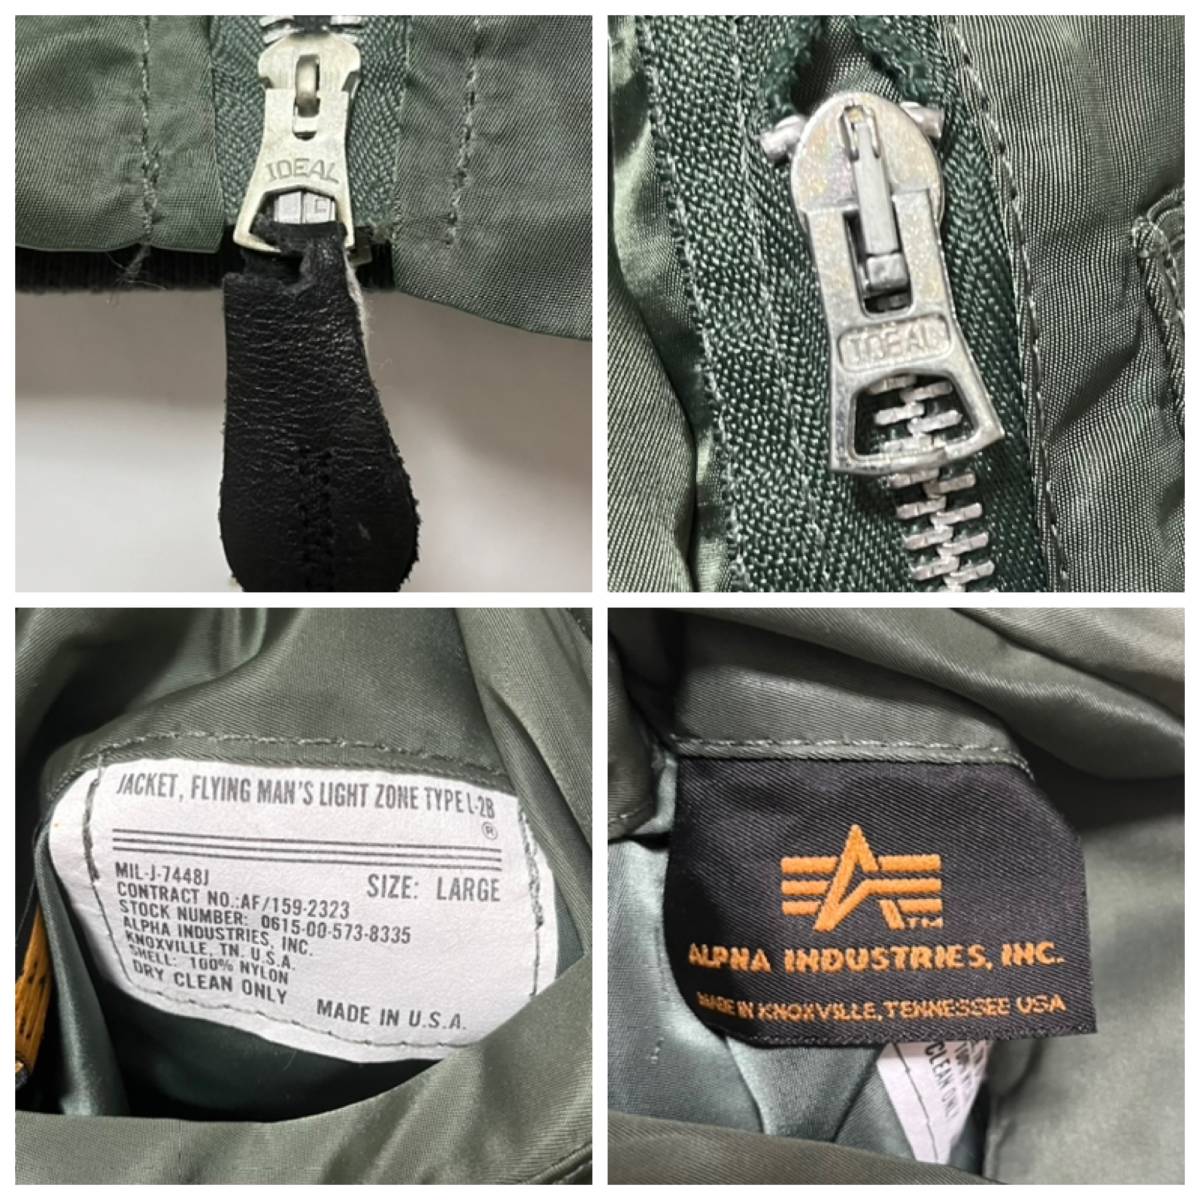 IDEAL
IDEAL
JACKET, FLYING MAN'S LIGHT ZONE TYPE L-2B
®
MIL-J-7448J
SIZE: LARGE
CONTRACT NO.:AF/159-2323
STOCK NUMBER: 0615-00-573-8335
ALPHA INDUSTRIES, INC.
KNOXVILLE, TN. U.S.A.
SHELL: 100% NYLON
DRY CLEAN ONLY
MADE IN U.S.A.
TM
ALPHA INDUSTRIES, INC.
MADE IN KNOXVILLE, TENNESSEE USA
CLEAN ONLY